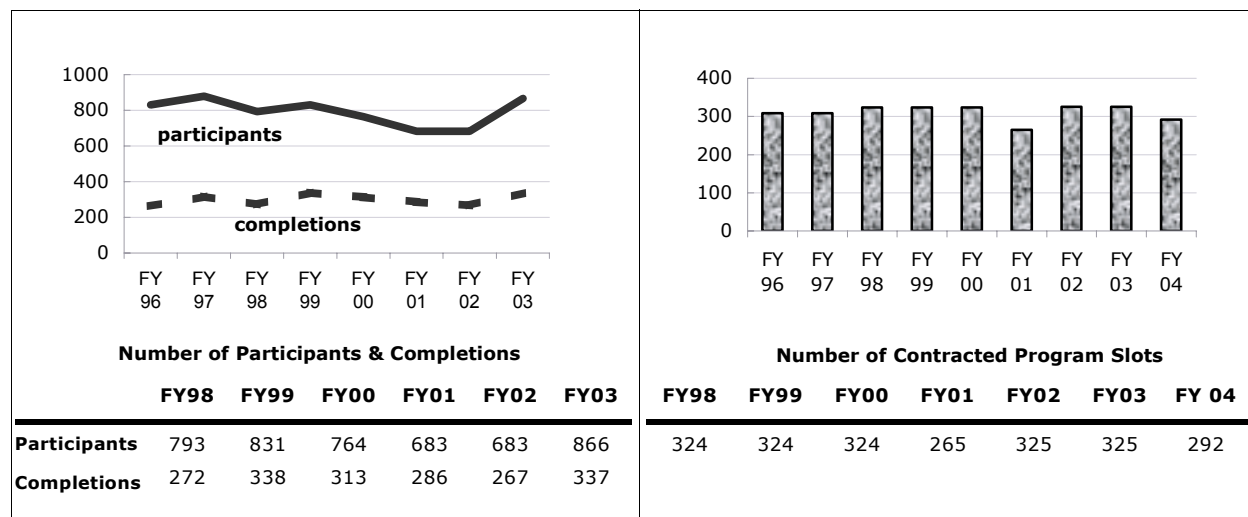 1000
800
600
400
200
0
participants
completions
FY FY FY FY FY FY FY FY
96 97 98 99 00 01 02 03
Number of Participants & Completions
FY98 FY99 FY00 FY01 FY02 FY03
Participants 793 831 764 683 683 866
Completions 272 338 313 286 267 337
400
300
200
100
0
FY FY FY FY FY FY FY FY FY
96 97 98 99 00 01 02 03 04
Number of Contracted Program Slots
FY98 FY99 FY00 FY01 FY02 FY03 FY 04
324 324 324 265 325 325 292